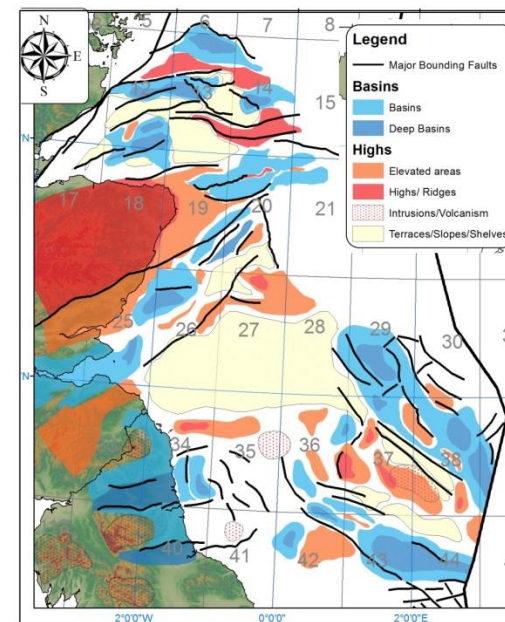 N
E
S
5 6 7 8
13 14 15
17 18 19 20 21
25 26 27 28 29 30
34 35 36 37 38
40 41 42 43 44
N
N
2°0'0"W 0°0'0" 2°0'0"E
Legend
Major Bounding Faults
Basins
Basins
Deep Basins
Highs
Elevated areas
Highs/ Ridges
Intrusions/Volcanism
Terraces/Slopes/Shelves